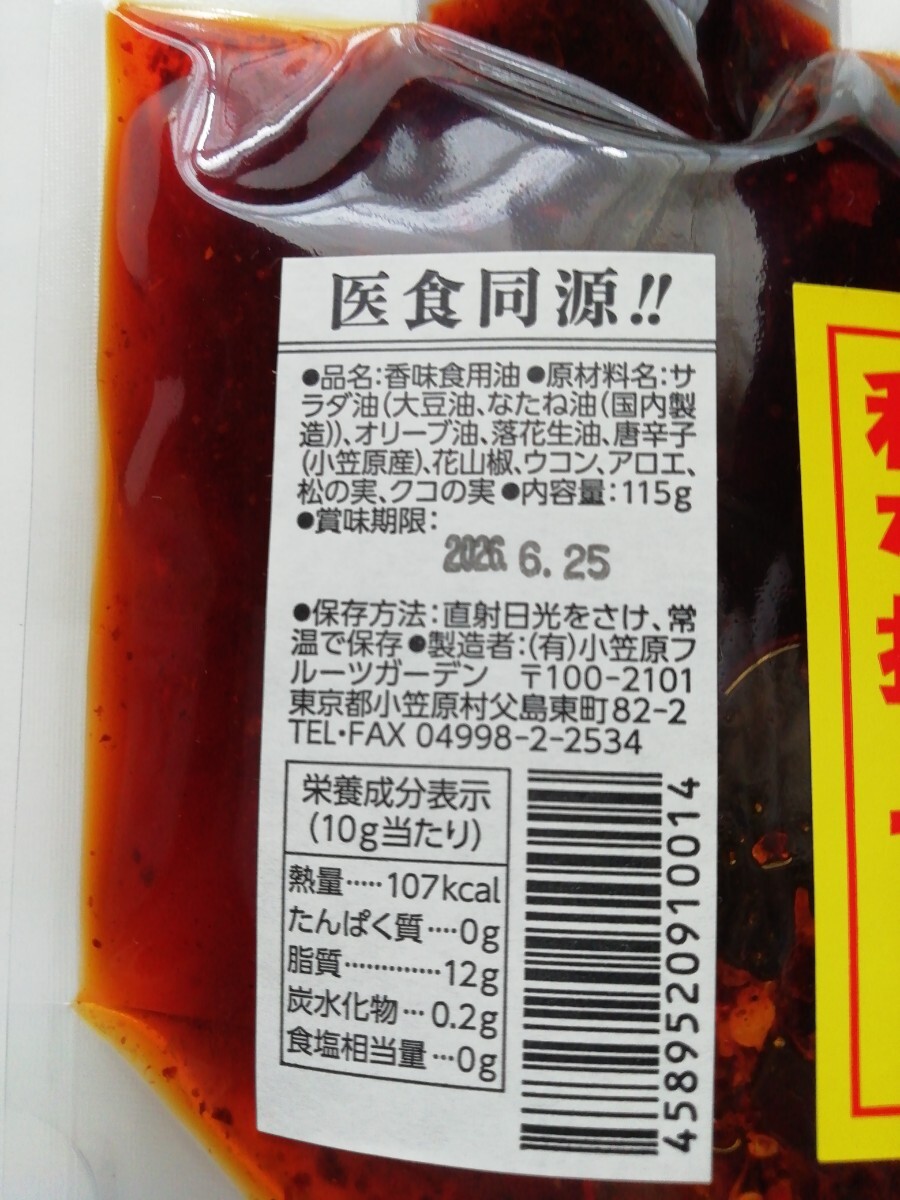 医食同源!!
●品名:香味食用油●原材料名:サ
ラダ油(大豆油、なたね油(国内製
造))、オリーブ油、落花生油、唐辛子
(小笠原産)、花山椒、ウコン、アロエ、
松の実、クコの実●内容量:115g
●賞味期限:
2026 6.25
●保存方法:直射日光をさけ、常
温で保存●製造者:(有)小笠原フ
ルーツガーデン 〒100-2101
東京都小笠原村父島東町82-2
TEL・FAX 04998-2-2534
栄養成分表示
(10g当たり)
熱量·····107kcal
たんぱく質····0g
脂質·············12g
炭水化物···0.2g
食塩相当量···0g
4589520910014